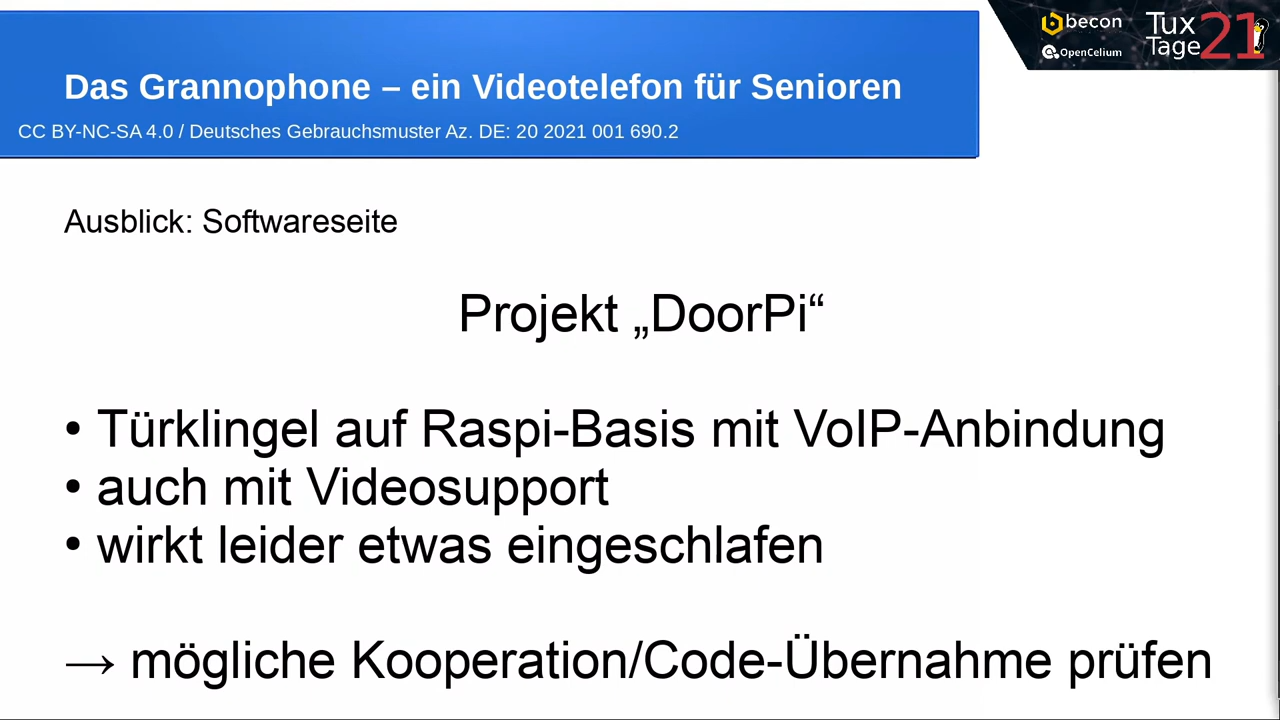 becon
OpenCelium
Tux
Tage
21
Das Grannophone – ein Videotelefon für Senioren
CC BY-NC-SA 4.0 / Deutsches Gebrauchsmuster Az. DE: 20 2021 001 690.2
Ausblick: Softwareseite
Projekt „DoorPi“
• Türklingel auf Raspi-Basis mit VoIP-Anbindung
• auch mit Videosupport
• wirkt leider etwas eingeschlafen
→ mögliche Kooperation/Code-Übernahme prüfen